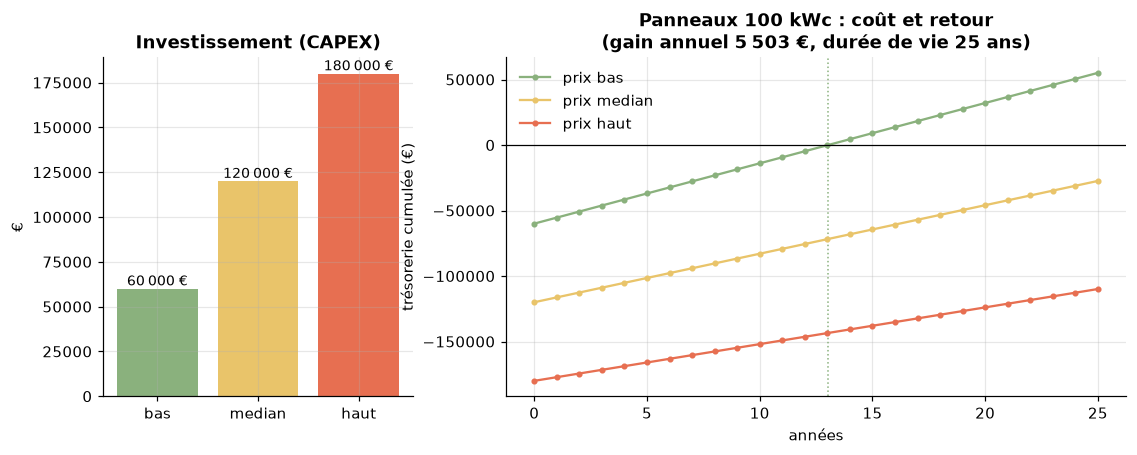 Investissement (CAPEX)
€
175000
150000
125000
100000
75000
50000
25000
0
60 000 €
120 000 €
180 000 €
bas
median
haut
Panneaux 100 kWc : coût et retour
(gain annuel 5 503 €, durée de vie 25 ans)
prix bas
prix median
prix haut
trésorerie cumulée (€)
50000
0
−50000
−100000
−150000
0
5
10
15
20
25
années